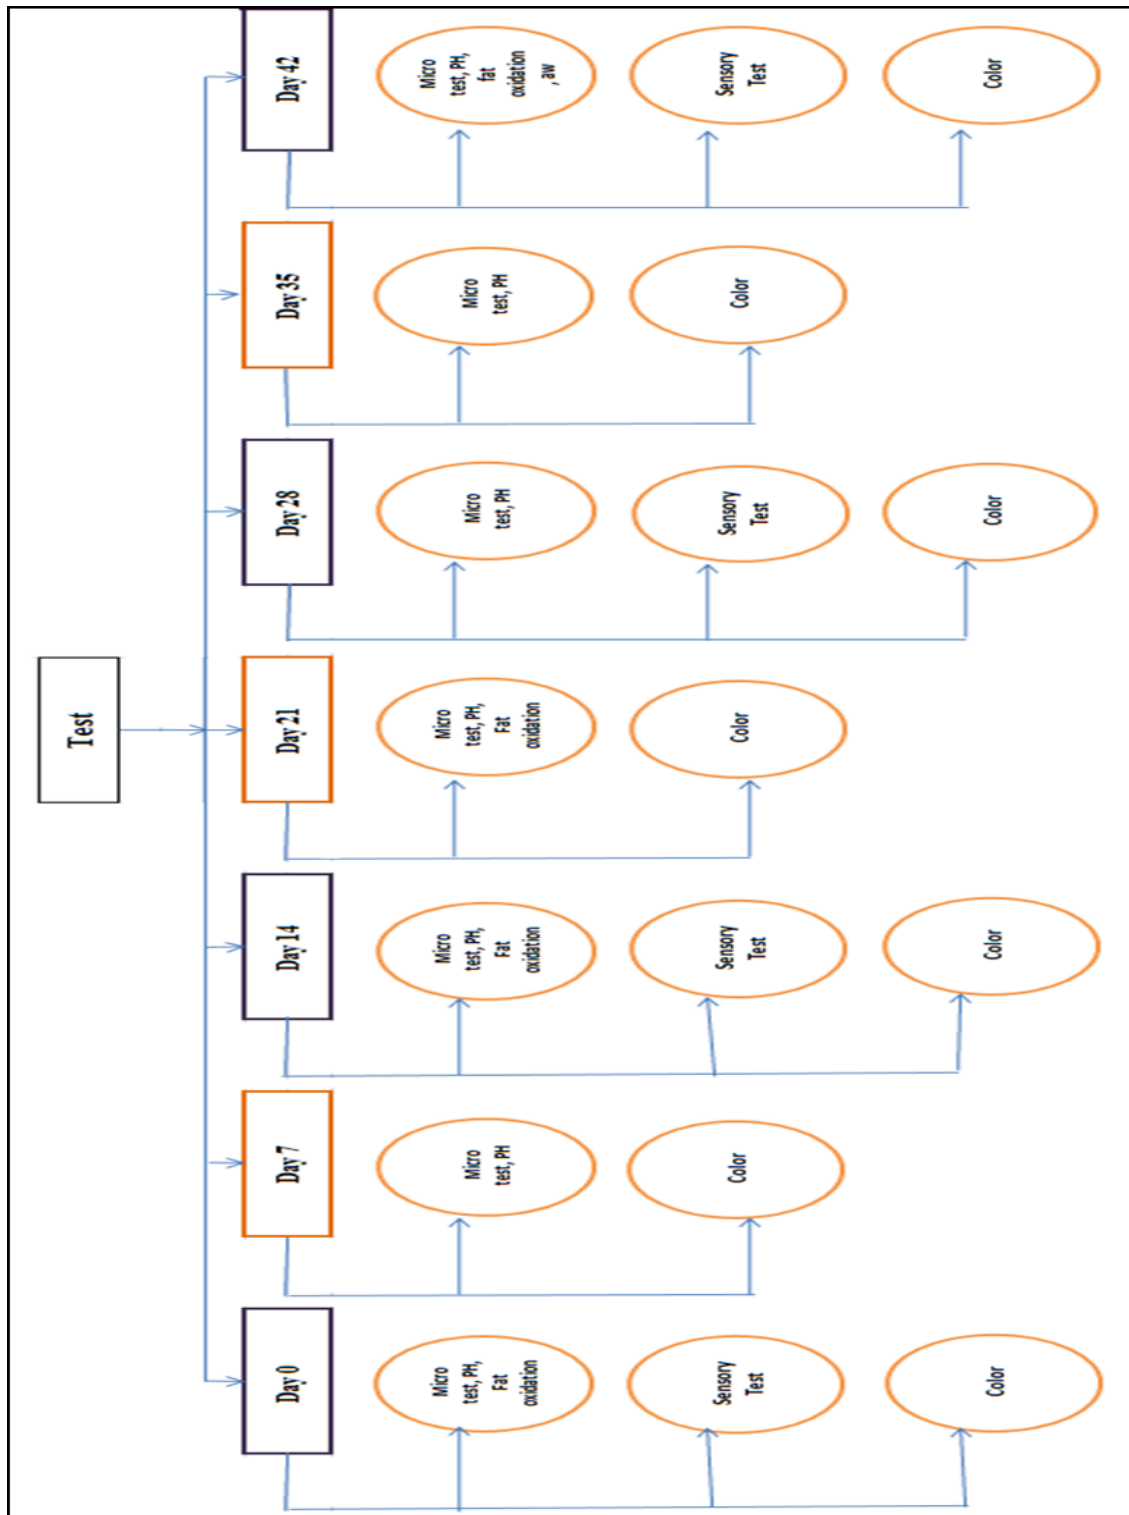 Test
Day 0
Day 7
Day 14
Day 21
Day 28
Day 35
Day 42
Micro
test, PH,
Fat
oxidation
Sensory
Test
Color
Micro
test, PH
Color
Micro
test, PH,
Fat
oxidation
Sensory
Test
Color
Micro
test, PH,
Fat
oxidation
Color
Micro
test, PH
Sensory
Test
Color
Micro
test, PH
Color
Micro
test, PH,
fat
oxidation
, aw
Sensory
Test
Color